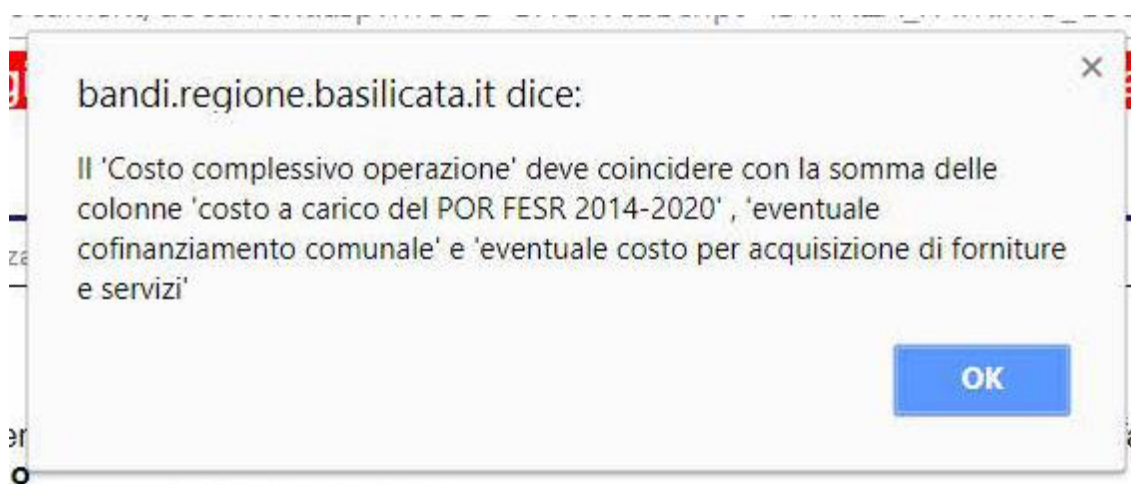 bandi.regione.basilicata.it dice:
Il 'Costo complessivo operazione' deve coincidere con la somma delle
colonne 'costo a carico del POR FESR 2014-2020' , 'eventuale
cofinanziamento comunale' e 'eventuale costo per acquisizione di forniture
e servizi'
OK